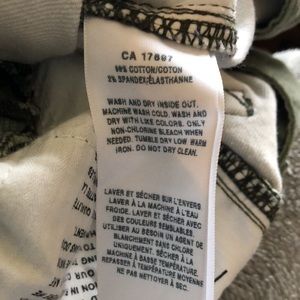 CA 17897
98% COTTON/COTON
2% SPANDEX/ELASTHANNE
WASH AND DRY INSIDE OUT.
MACHINE WASH COLD. WASH AND
DRY WITH LIKE COLORS. ONLY
NON-CHLORINE BLEACH WHEN
NEEDED. TUMBLE DRY LOW. WARM
IRON. DO NOT DRY CLEAN.
LAVER ET SÉCHER SUR L'ENVERS
LAVER À LA MACHINE À L'EAU
FROIDE. LAVER ET SÉCHER AVEC
DES COULEURS SEMBLABLES.
UTILISER AU BESOIN UN AGENT DE
BLANCHIMENT SANS CHLORE
UNIQUEMENT. SÉCHER À LA
MACHINE À BASSE TEMPÉRATURE.
REPASSER À TEMPÉRATURE MOYENNE
NE PAS NETTOYER À SEC.